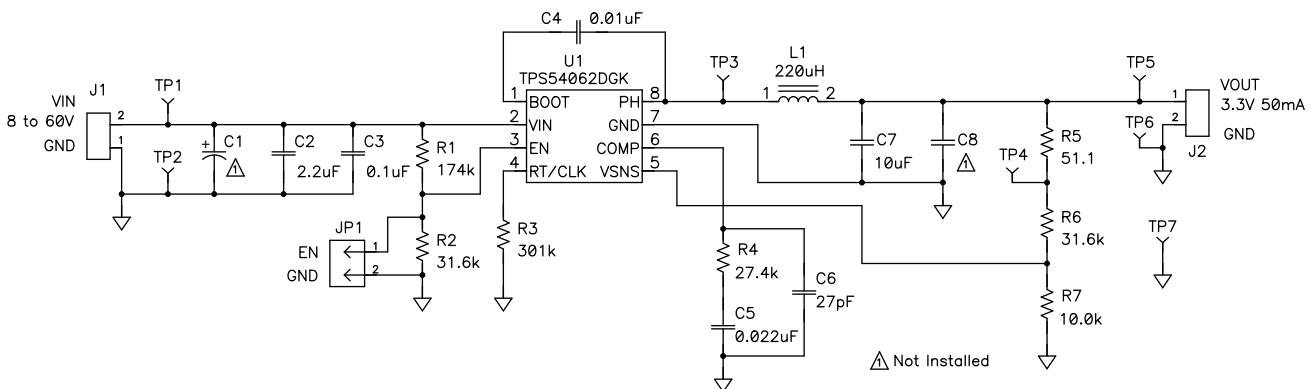 C4
0.01uF
U1
TPS54062DGK
1
BOOT
PH
8
2
VIN
GND
7
3
EN
COMP
6
4
RT/CLK
VSNS
5
J1
VIN
8 to 60V
GND
2
1
TP1
TP2
+
C1
1
C2
2.2uF
C3
0.1uF
R1
174k
JP1
EN
GND
1
2
R2
31.6k
R3
301k
TP3
L1
220uH
1
2
R4
27.4k
C5
0.022uF
C6
27pF
C7
10uF
C8
1
TP4
R5
51.1
R6
31.6k
R7
10.0k
TP5
TP6
1
2
VOUT
3.3V 50mA
GND
J2
TP7
1 Not Installed